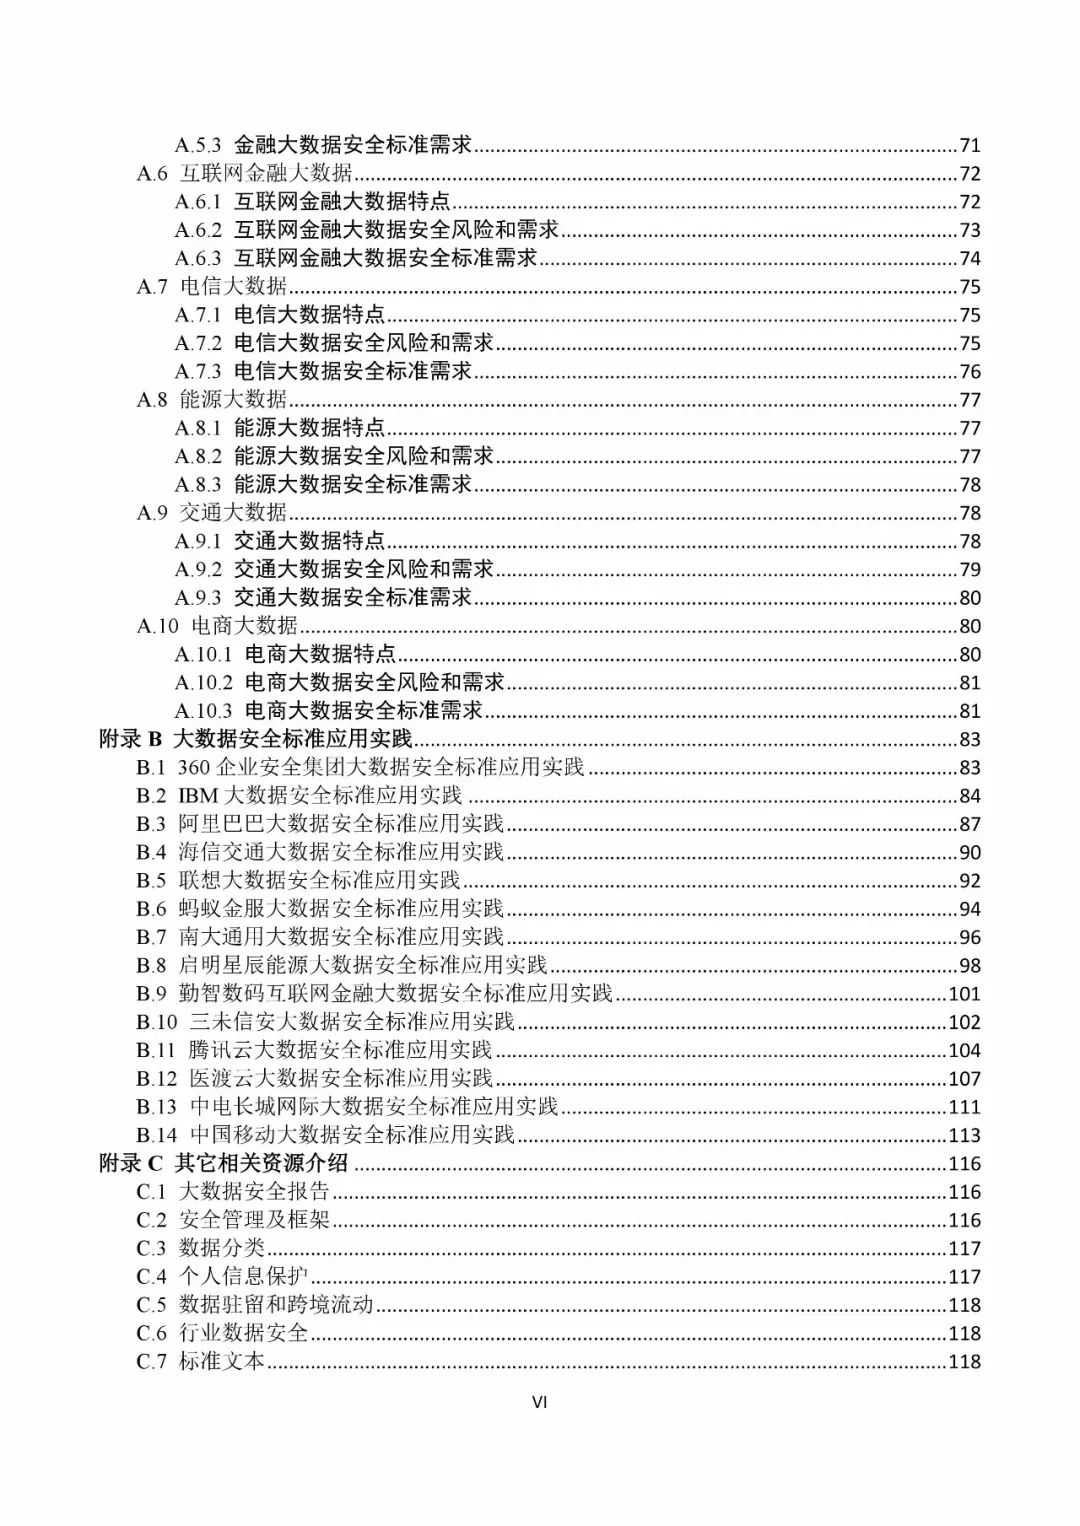 A.5.3 金融大数据安全标准需求........................71
A.6 互联网金融大数据........................72
A.6.1 互联网金融大数据特点........................72
A.6.2 互联网金融大数据安全风险和需求........................73
A.6.3 互联网金融大数据安全标准需求........................74
A.7 电信大数据........................75
A.7.1 电信大数据特点........................75
A.7.2 电信大数据安全风险和需求........................75
A.7.3 电信大数据安全标准需求........................76
A.8 能源大数据........................77
A.8.1 能源大数据特点........................77
A.8.2 能源大数据安全风险和需求........................77
A.8.3 能源大数据安全标准需求........................78
A.9 交通大数据........................78
A.9.1 交通大数据特点........................78
A.9.2 交通大数据安全风险和需求........................79
A.9.3 交通大数据安全标准需求........................80
A.10 电商大数据........................80
A.10.1 电商大数据特点........................80
A.10.2 电商大数据安全风险和需求........................81
A.10.3 电商大数据安全标准需求........................81
附录 B 大数据安全标准应用实践........................83
B.1 360 企业安全集团大数据安全标准应用实践........................83
B.2 IBM 大数据安全标准应用实践........................84
B.3 阿里巴巴大数据安全标准应用实践........................87
B.4 海信交通大数据安全标准应用实践........................90
B.5 联想大数据安全标准应用实践........................92
B.6 蚂蚁金服大数据安全标准应用实践........................94
B.7 南大通用大数据安全标准应用实践........................96
B.8 启明星辰能源大数据安全标准应用实践........................98
B.9 勤智数码互联网金融大数据安全标准应用实践........................101
B.10 三未信安大数据安全标准应用实践........................102
B.11 腾讯云大数据安全标准应用实践........................104
B.12 医渡云大数据安全标准应用实践........................107
B.13 中电长城网际大数据安全标准应用实践........................111
B.14 中国移动大数据安全标准应用实践........................113
附录 C 其它相关资源介绍........................116
C.1 大数据安全报告........................116
C.2 安全管理及框架........................116
C.3 数据分类........................117
C.4 个人信息保护........................117
C.5 数据驻留和跨境流动........................118
C.6 行业数据安全........................118
C.7 标准文本........................118
VI